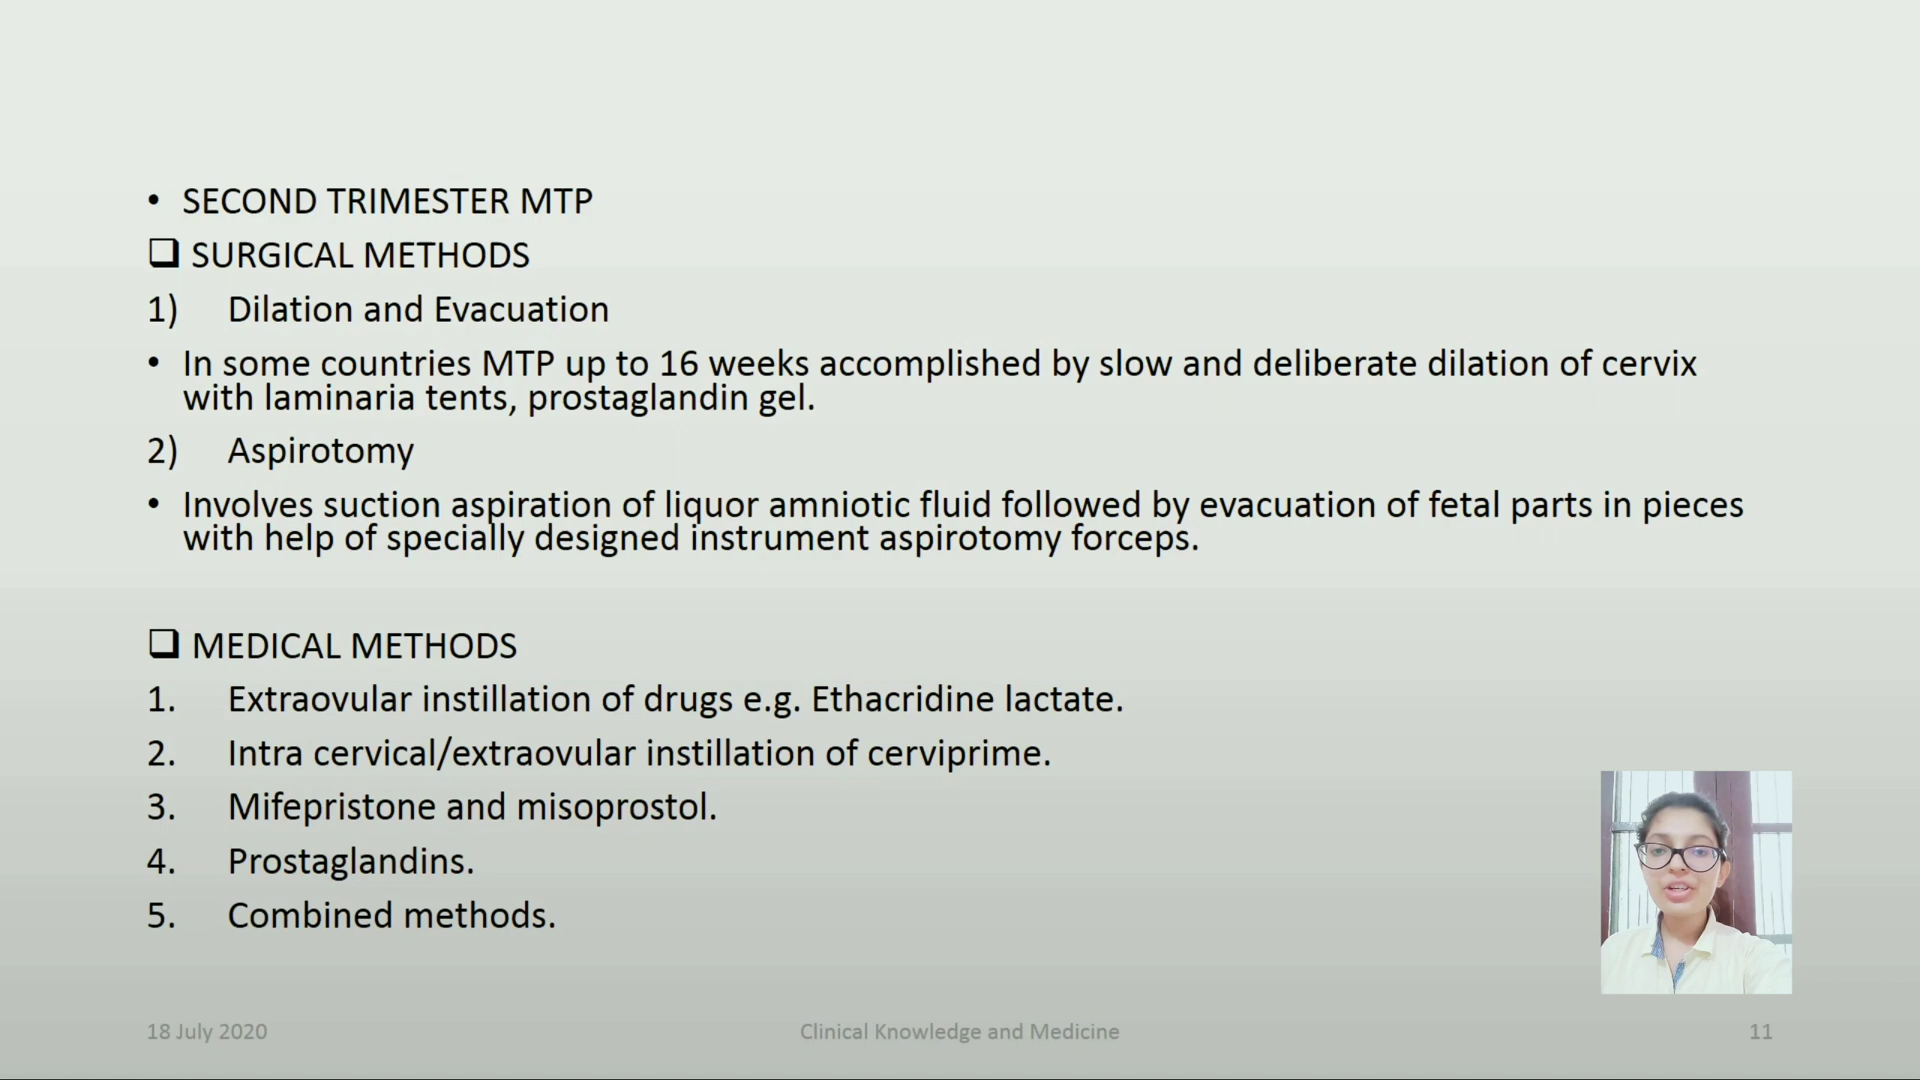 • SECOND TRIMESTER MTP
❑ SURGICAL METHODS
1) Dilation and Evacuation
• In some countries MTP up to 16 weeks accomplished by slow and deliberate dilation of cervix
with laminaria tents, prostaglandin gel.
2) Aspirotomy
• Involves suction aspiration of liquor amniotic fluid followed by evacuation of fetal parts in pieces
with help of specially designed instrument aspirotomy forceps.
❑ MEDICAL METHODS
1. Extraovular instillation of drugs e.g. Ethacridine lactate.
2. Intra cervical/extraovular instillation of cerviprime.
3. Mifepristone and misoprostol.
4. Prostaglandins.
5. Combined methods.
18 July 2020
Clinical Knowledge and Medicine
11